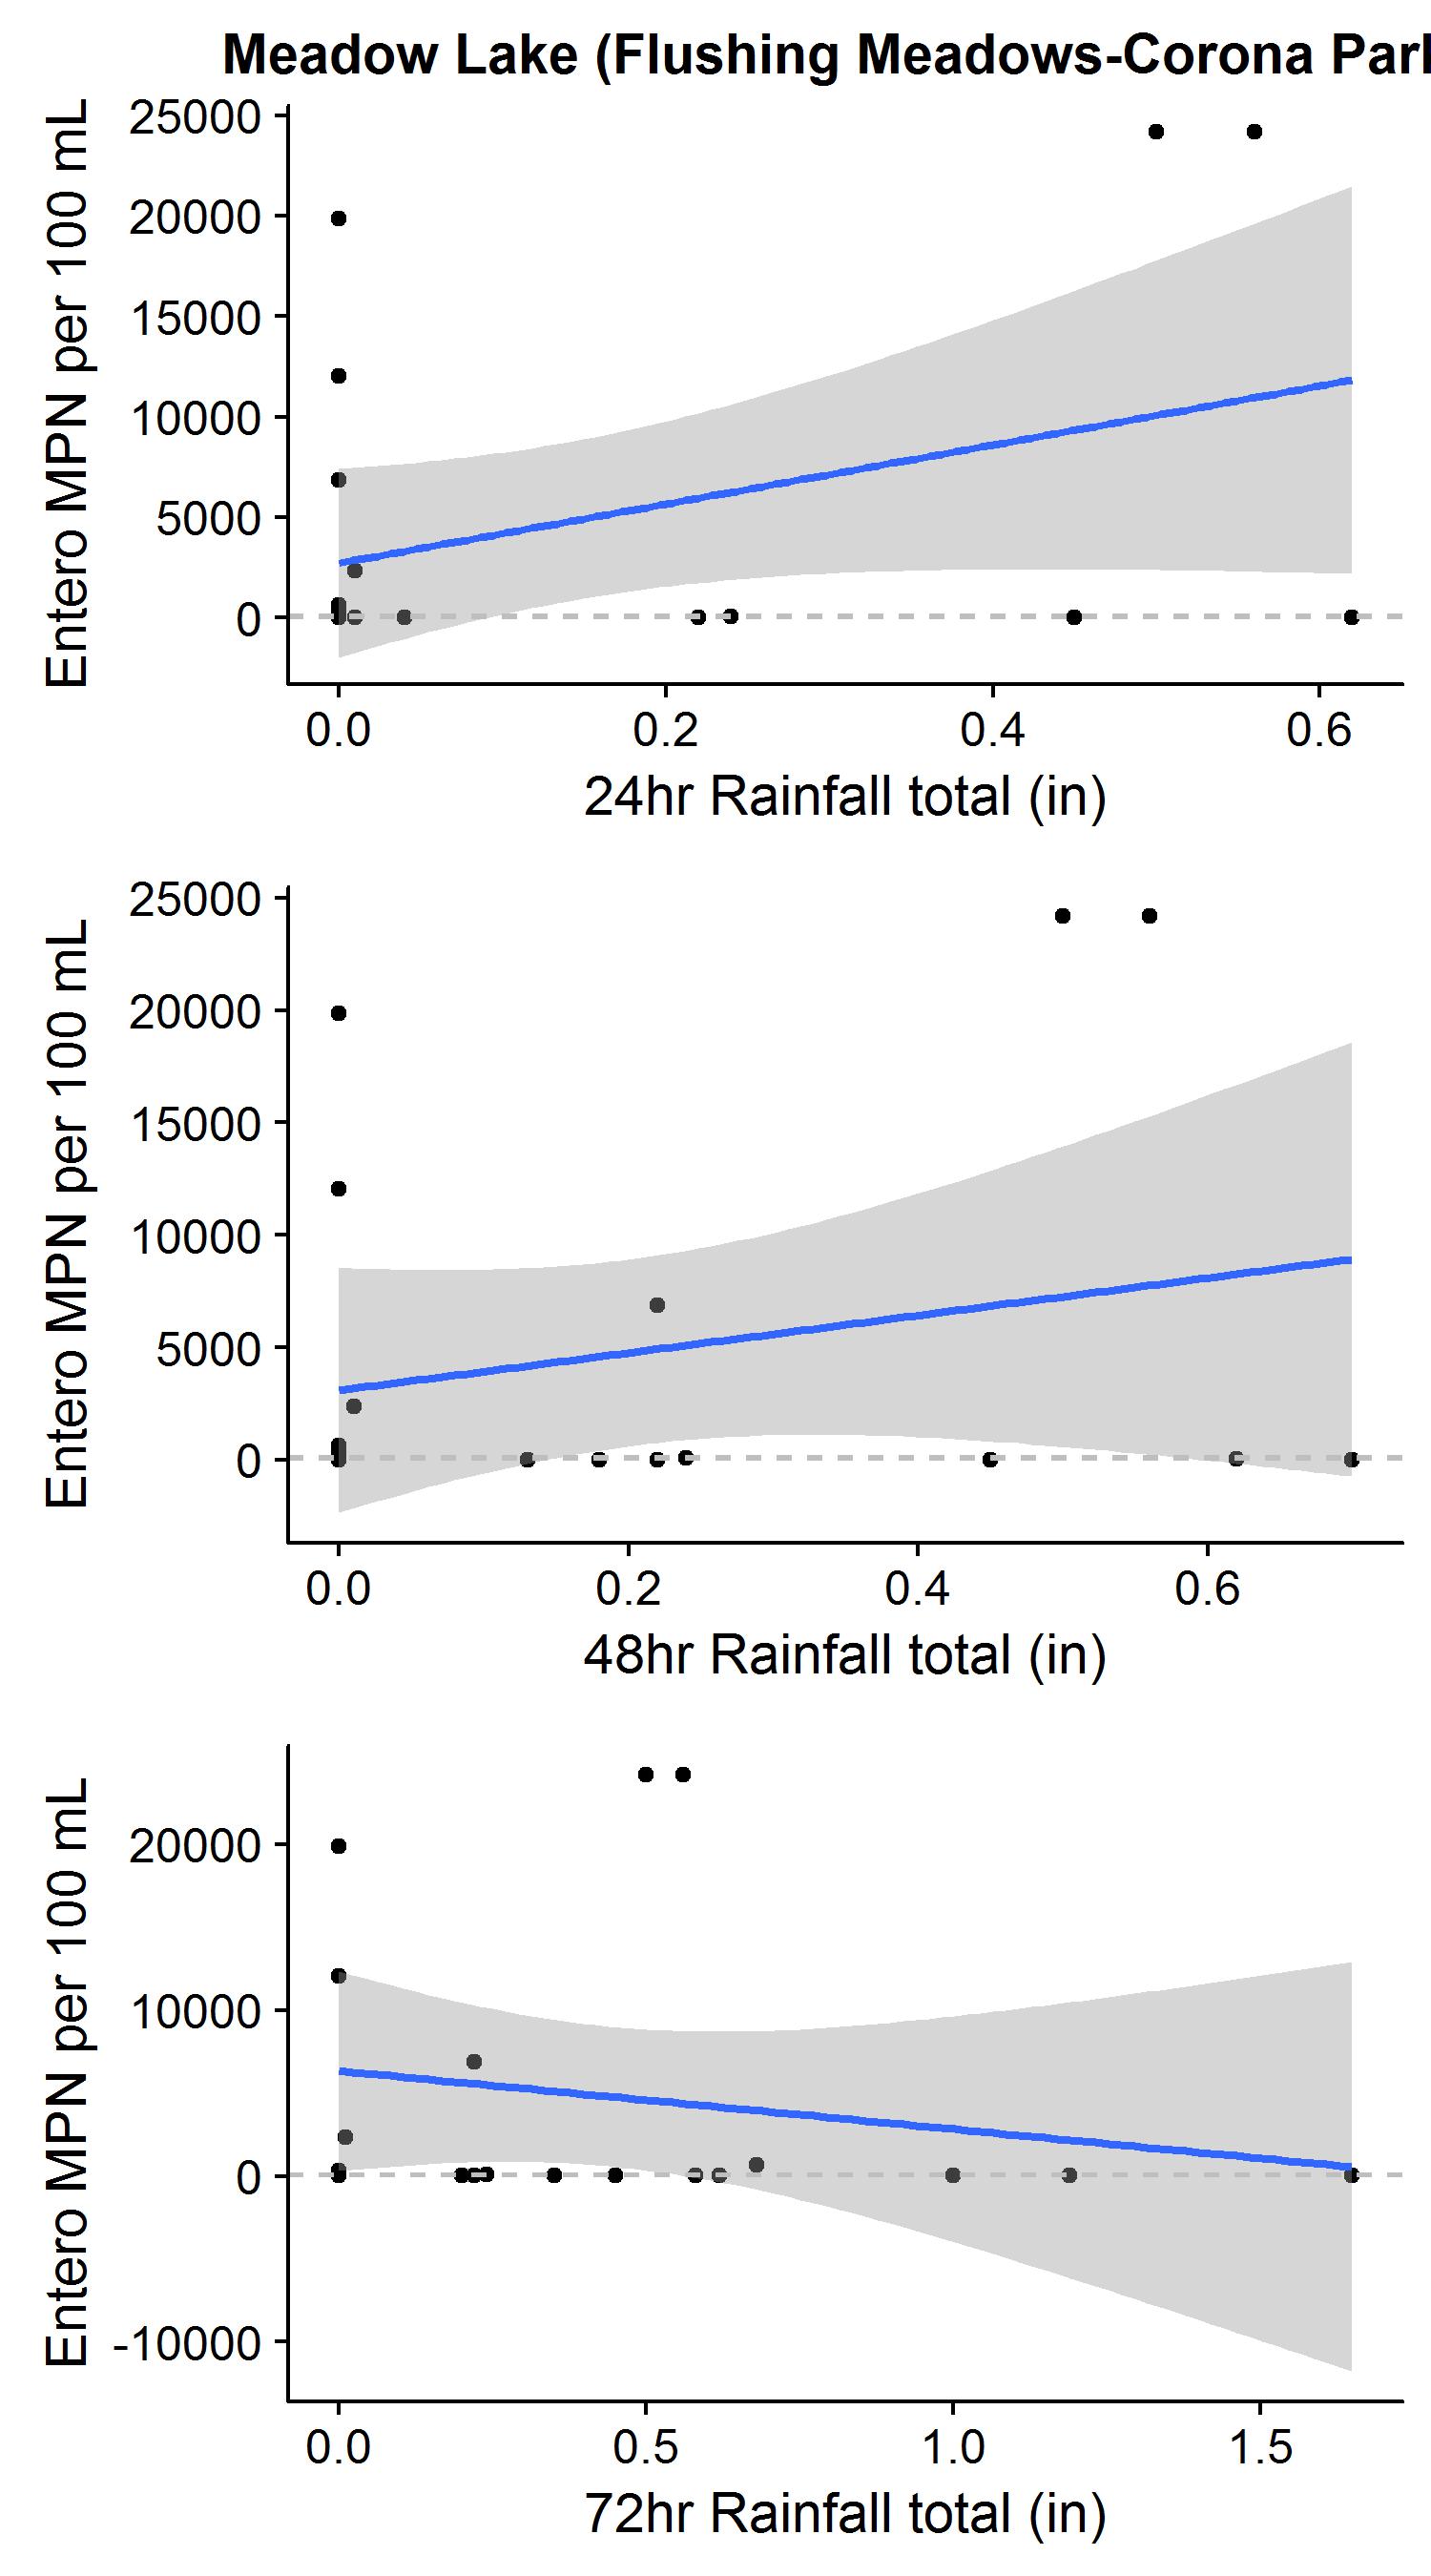 Meadow Lake (Flushing Meadows-Corona Parl
Entero MPN per 100 mL
25000
20000
15000
10000
5000
0
0.0 0.2 0.4 0.6
24hr Rainfall total (in)
Entero MPN per 100 mL
25000
20000
15000
10000
5000
0
0.0 0.2 0.4 0.6
48hr Rainfall total (in)
Entero MPN per 100 mL
20000
10000
0
-10000
0.0 0.5 1.0 1.5
72hr Rainfall total (in)